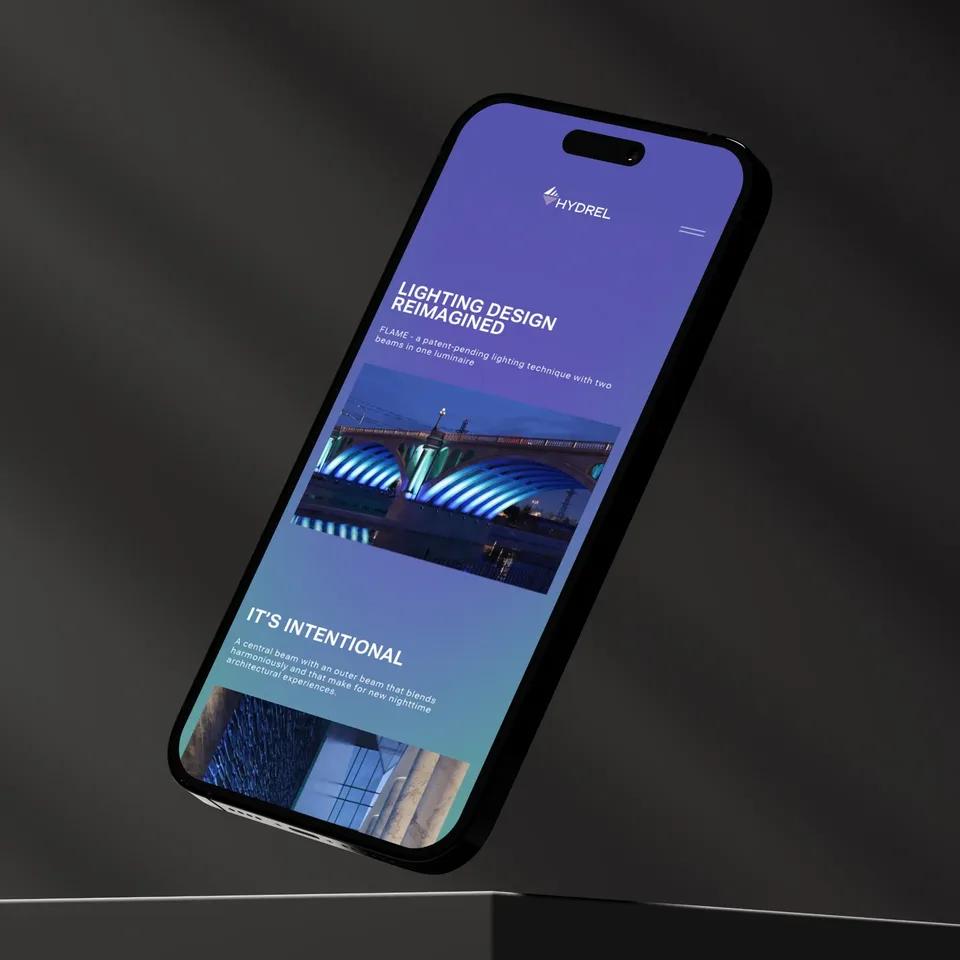 HYDREL
LIGHTING DESIGN
REIMAGINED
FLAME - a patent-pending lighting technique with two
beams in one luminaire
IT'S INTENTIONAL
A central beam with an outer beam that blends
harmoniously and that make for new nighttime
architectural experiences.